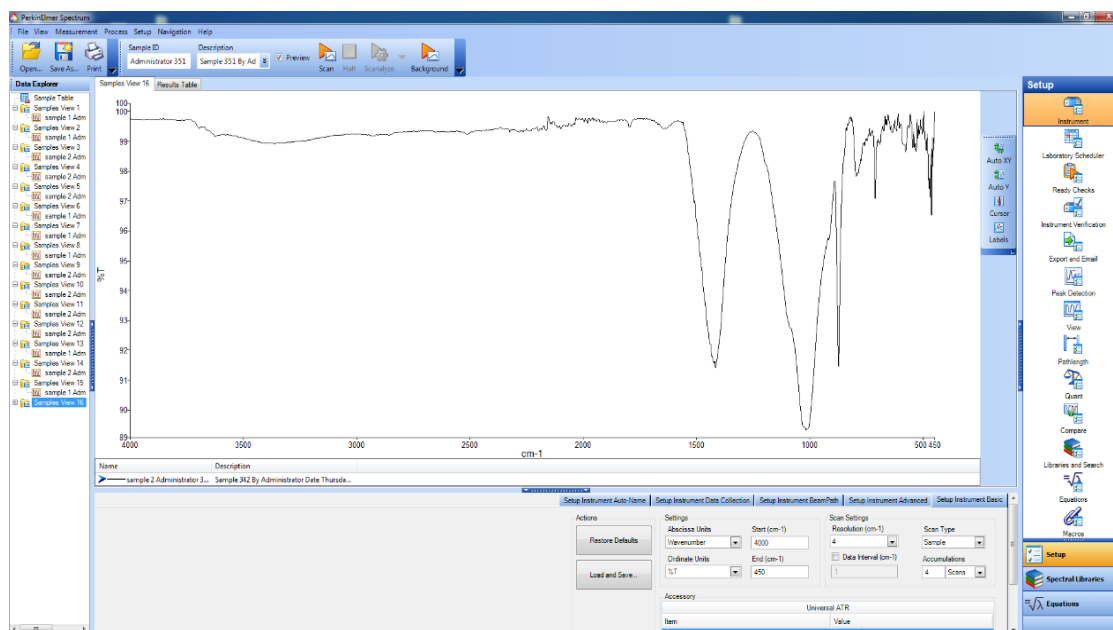 PerkinElmer Spectrum
File View Measurement Process Setup Navigation Help
Open... Save As... Print
Sample ID Description
Administrator 351 Sample 351 By Ad Preview
Scan Halt Scanalyze Background
Data Explorer
Sample Table
Samples View 1
sample 1 Adm
Samples View 2
sample 1 Adm
Samples View 3
sample 2 Adm
Samples View 4
sample 2 Adm
Samples View 5
sample 2 Adm
Samples View 6
sample 1 Adm
Samples View 7
sample 1 Adm
Samples View 8
sample 1 Adm
Samples View 9
sample 2 Adm
Samples View 10
sample 2 Adm
Samples View 11
sample 2 Adm
Samples View 12
sample 2 Adm
Samples View 13
sample 1 Adm
Samples View 14
sample 2 Adm
Samples View 15
sample 1 Adm
Samples View 16
Samples View 16 Results Table
100
100
99
98
97
96
95
94
93
92
91
90
89
%T
4000 3500 3000 2500 2000 1500 1000 500 450
cm-1
Auto XY
Auto Y
Cursor
Labels
Name Description
sample 2 Administrator 3... Sample 342 By Administrator Date Thursda...
Setup Instrument Auto-Name Setup Instrument Data Collection Setup Instrument BeamPath Setup Instrument Advanced Setup Instrument Basic
Actions
Restore Defaults
Load and Save...
Settings
Abscissa Units Start (cm-1)
Wavenumber 4000
Ordinate Units End (cm-1)
%T 450
Scan Settings
Resolution (cm-1) Scan Type
4 Sample
Data Interval (cm-1) Accumulations
1 4 Scans
Accessory
Universal ATR
Item Value
Setup
Instrument
Laboratory Scheduler
Ready Checks
Instrument Verification
Export and Email
Peak Detection
View
Pathlength
Quant
Compare
Libraries and Search
Equations
Macros
Setup
Spectral Libraries
Equations